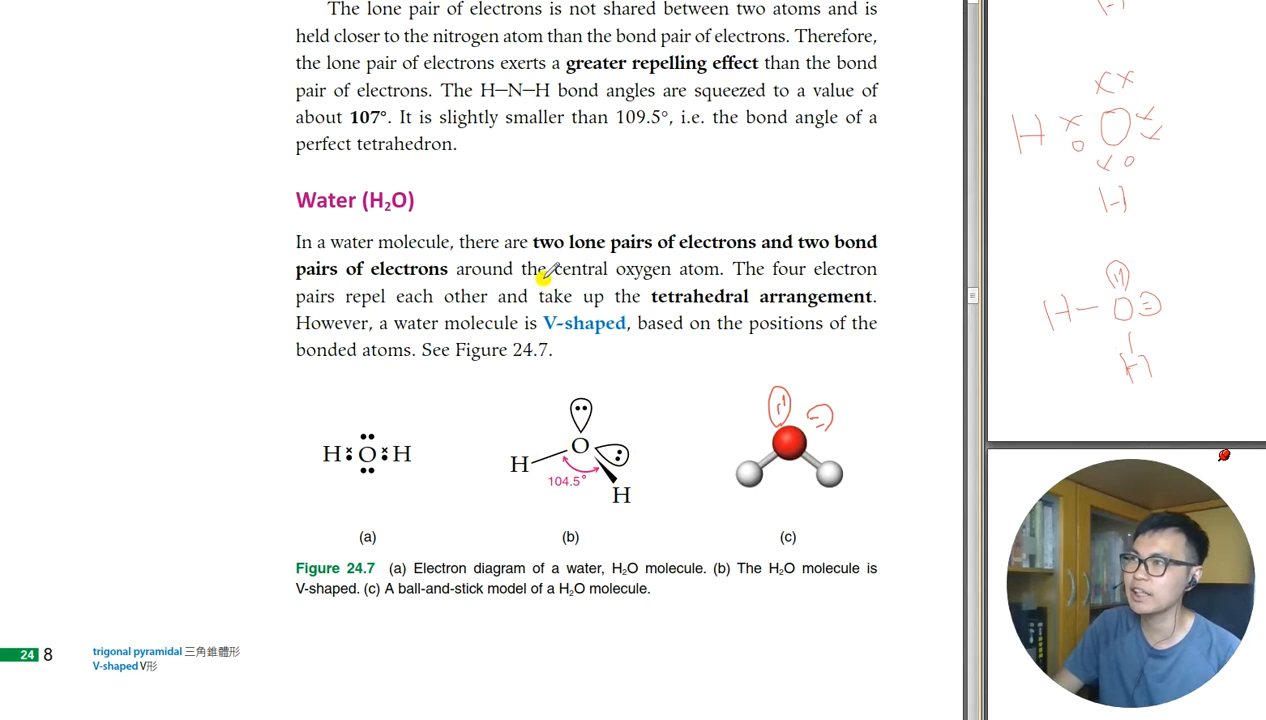 The lone pair of electrons is not shared between two atoms and is
held closer to the nitrogen atom than the bond pair of electrons. Therefore,
the lone pair of electrons exerts a greater repelling effect than the bond
pair of electrons. The H−N−H bond angles are squeezed to a value of
about 107°. It is slightly smaller than 109.5°, i.e. the bond angle of a
perfect tetrahedron.
Water (H₂O)
In a water molecule, there are two lone pairs of electrons and two bond
pairs of electrons around the central oxygen atom. The four electron
pairs repel each other and take up the tetrahedral arrangement.
However, a water molecule is V-shaped, based on the positions of the
bonded atoms. See Figure 24.7.
H O H
O
H
104.5°
H
(a) (b) (c)
Figure 24.7 (a) Electron diagram of a water, H₂O molecule. (b) The H₂O molecule is
V-shaped. (c) A ball-and-stick model of a H₂O molecule.
24 8
trigonal pyramidal 三角錐體形
V-shaped V形
H
x x
H x O x
o x
x o
H
H − O
H